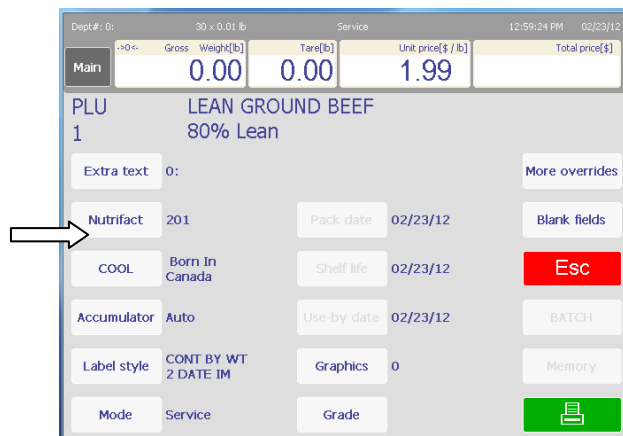 Dept#: 0: 30 x 0.01 lb Service 12:59:24 PM 02/23/12
Main ->0<- Gross Weight[lb] Tare[lb] Unit price[$ / lb] Total price[$]
0.00 0.00 1.99
PLU LEAN GROUND BEEF
1 80% Lean
Extra text 0: More overrides
Nutrifact 201 Pack date 02/23/12 Blank fields
COOL Born In Canada Shelf life 02/23/12 Esc
Accumulator Auto Use-by date 02/23/12 BATCH
Label style CONT BY WT 2 DATE IM Graphics 0 Memory
Mode Service Grade